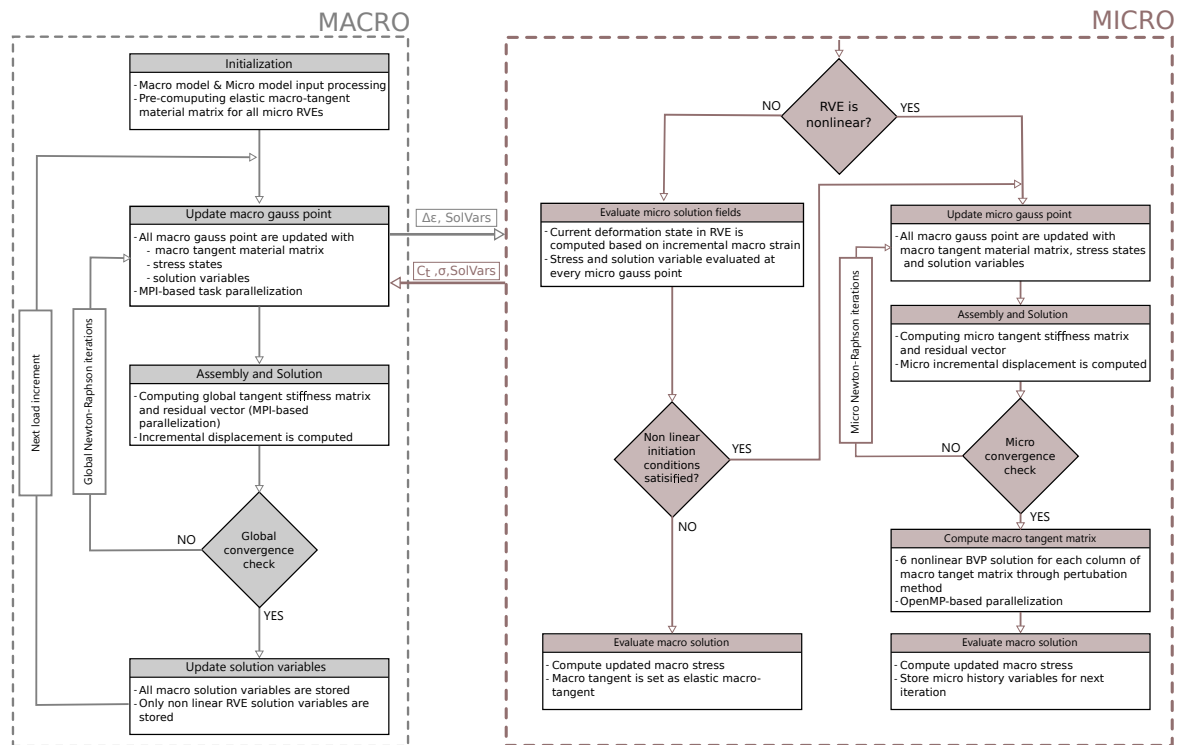 MACRO
Initialization
- Macro model & Micro model input processing
- Pre-comuputing elastic macro-tangent
material matrix for all micro RVEs
Update macro gauss point
- All macro gauss point are updated with
- macro tangent material matrix
- stress states
- solution variables
- MPI-based task parallelization
Assembly and Solution
- Computing global tangent stiffness matrix
and residual vector (MPI-based
parallelization)
- Incremental displacement is computed
Global
convergence
check
NO
YES
Update solution variables
- All macro solution variables are stored
- Only non linear RVE solution variables are
stored
Next load increment
Global Newton-Raphson iterations
Δε, SolVars
Ct ,σ,SolVars
MICRO
RVE is
nonlinear?
NO
YES
Evaluate micro solution fields
- Current deformation state in RVE is
computed based on incremental macro strain
- Stress and solution variable evaluated at
every micro gauss point
Non linear
initiation
conditions
satisified?
YES
NO
Evaluate macro solution
- Compute updated macro stress
- Macro tangent is set as elastic macro-
tangent
Update micro gauss point
- All macro gauss point are updated with
macro tangent material matrix, stress states
and solution variables
Assembly and Solution
- Computing micro tangent stiffness matrix
and residual vector
- Micro incremental displacement is computed
Micro Newton-Raphson iterations
Micro
convergence
check
NO
YES
Compute macro tangent matrix
- 6 nonlinear BVP solution for each column of
macro tanget matrix through pertubation
method
- OpenMP-based parallelization
Evaluate macro solution
- Compute updated macro stress
- Store micro history variables for next
iteration